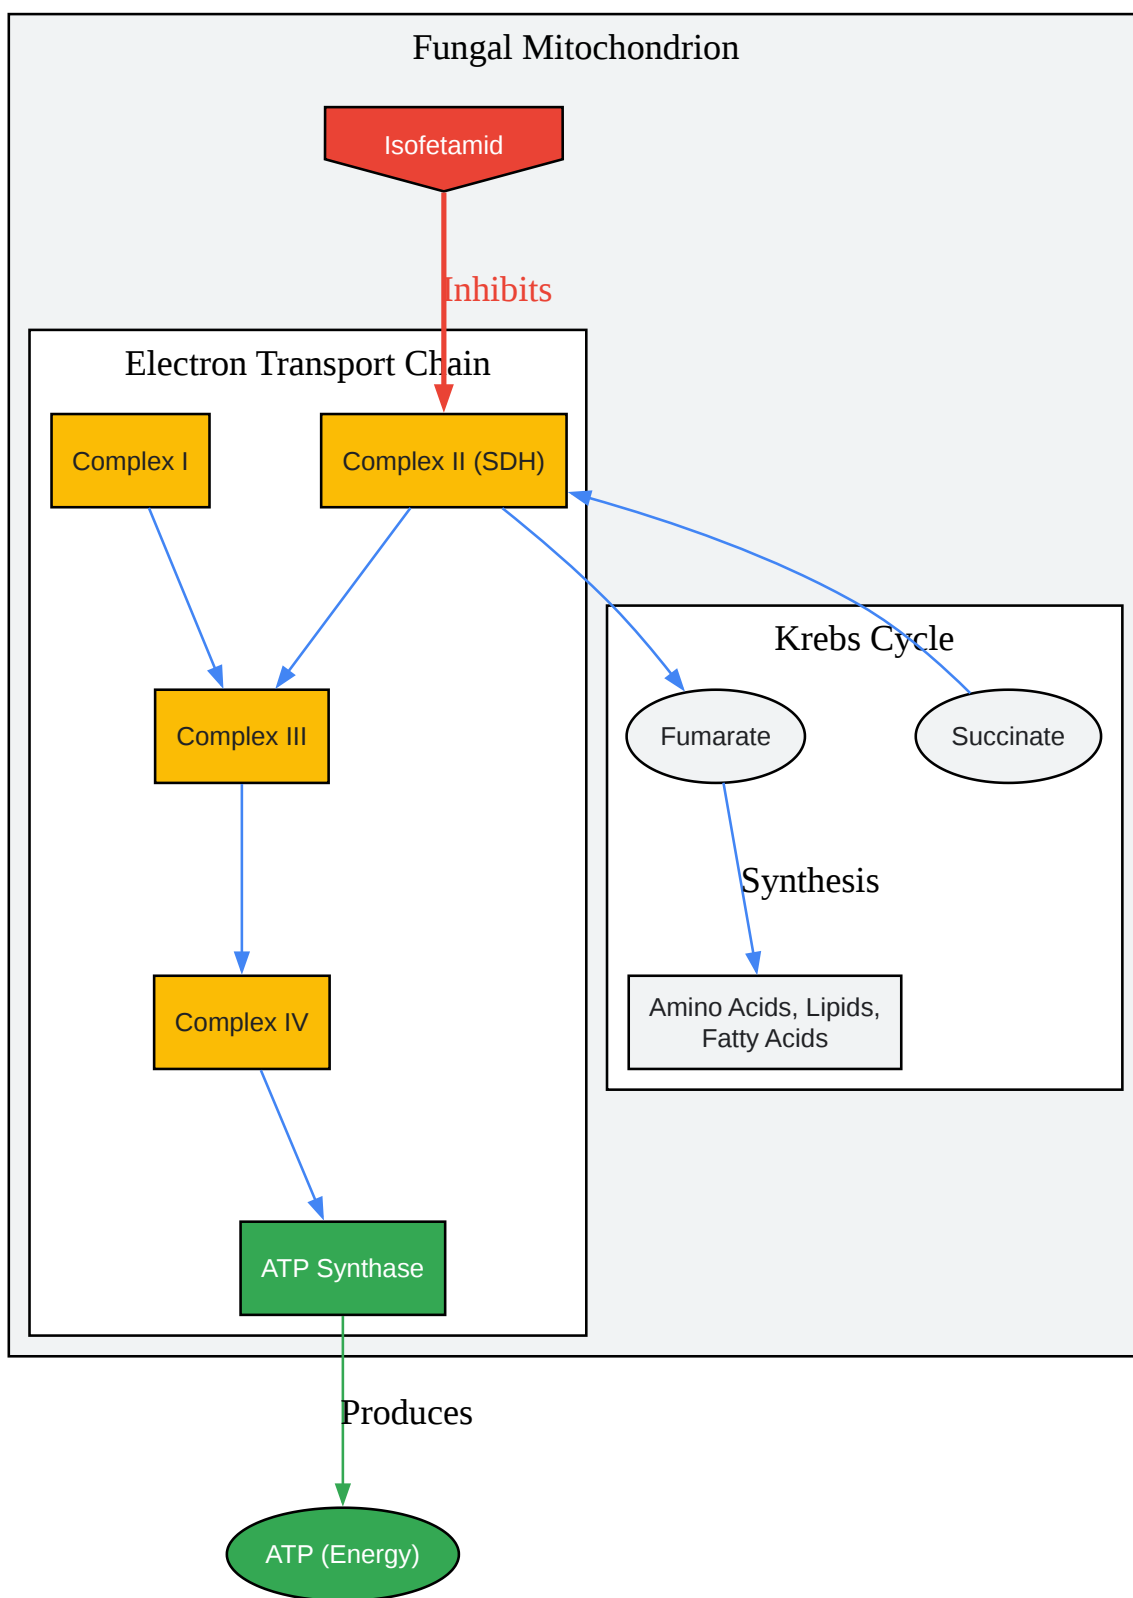 Fungal Mitochondrion
Isofetamid
Inhibits
Electron Transport Chain
Complex I
Complex II (SDH)
Krebs Cycle
Complex III
Fumarate
Succinate
Synthesis
Complex IV
Amino Acids, Lipids,
Fatty Acids
ATP Synthase
Produces
ATP (Energy)